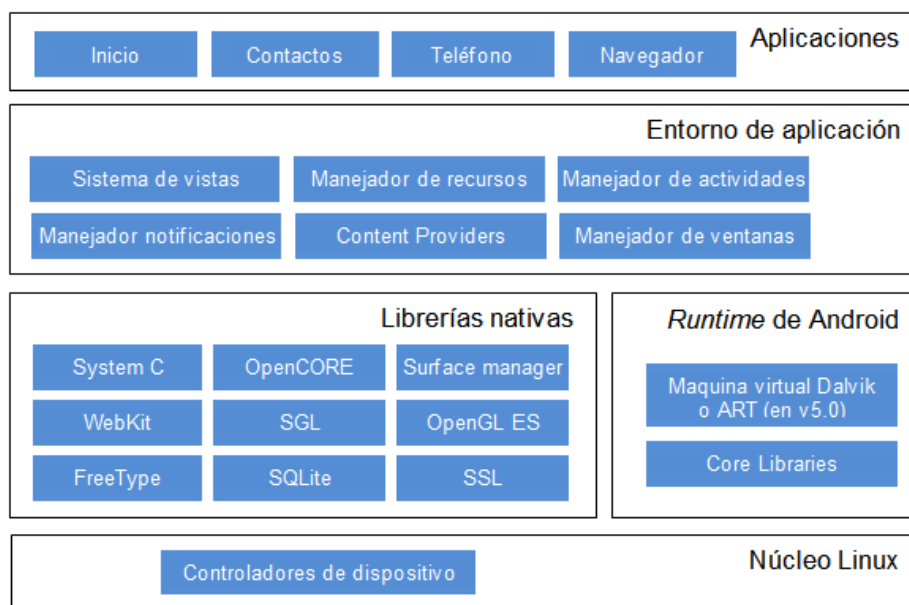 Aplicaciones
Inicio
Contactos
Teléfono
Navegador
Entorno de aplicación
Sistema de vistas
Manejador de recursos
Manejador de actividades
Manejador notificaciones
Content Providers
Manejador de ventanas
Librerías nativas
System C
OpenCORE
Surface manager
WebKit
SGL
OpenGL ES
FreeType
SQLite
SSL
Runtime de Android
Maquina virtual Dalvik
o ART (en v5.0)
Core Libraries
Núcleo Linux
Controladores de dispositivo